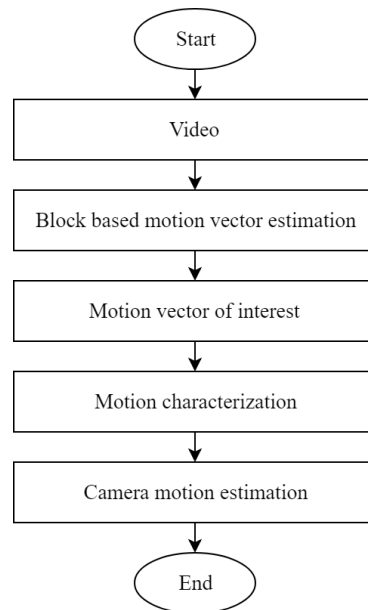 Start
Video
Block based motion vector estimation
Motion vector of interest
Motion characterization
Camera motion estimation
End